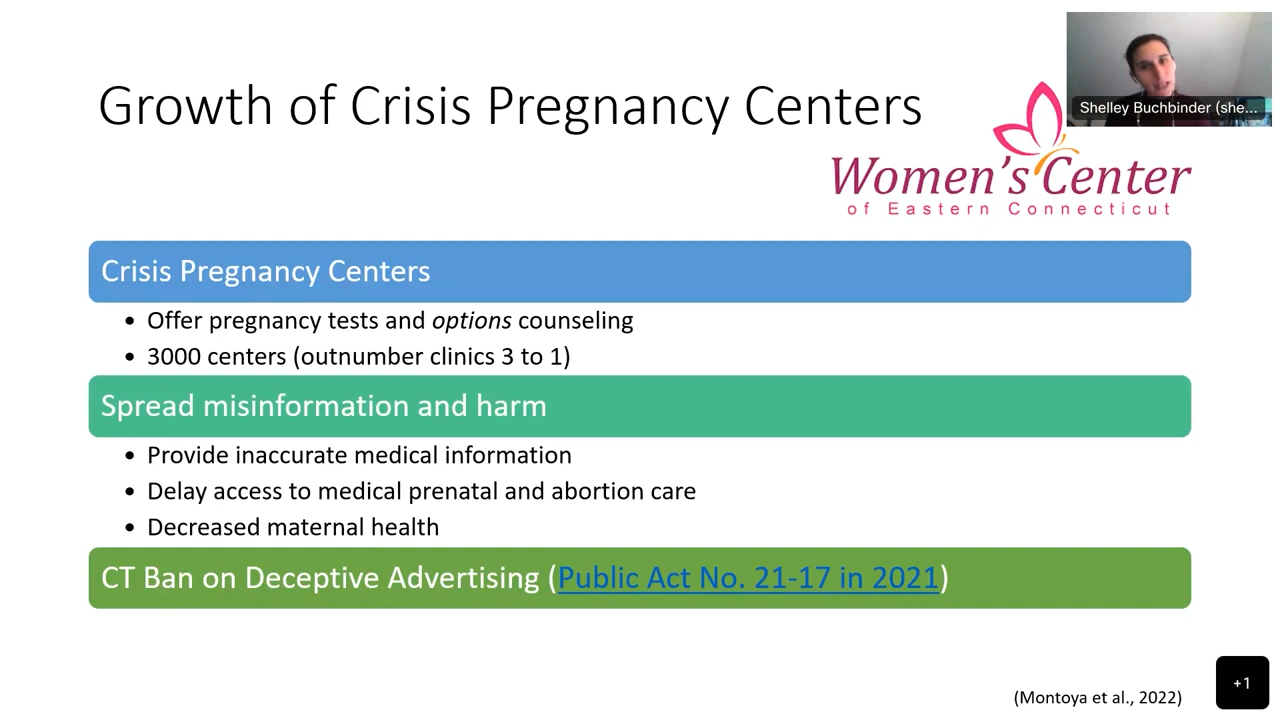 Growth of Crisis Pregnancy Centers
Shelley Buchbinder (she...
Women's Center
of Eastern Connecticut
Crisis Pregnancy Centers
• Offer pregnancy tests and options counseling
• 3000 centers (outnumber clinics 3 to 1)
Spread misinformation and harm
• Provide inaccurate medical information
• Delay access to medical prenatal and abortion care
• Decreased maternal health
CT Ban on Deceptive Advertising (Public Act No. 21-17 in 2021)
(Montoya et al., 2022)
+1